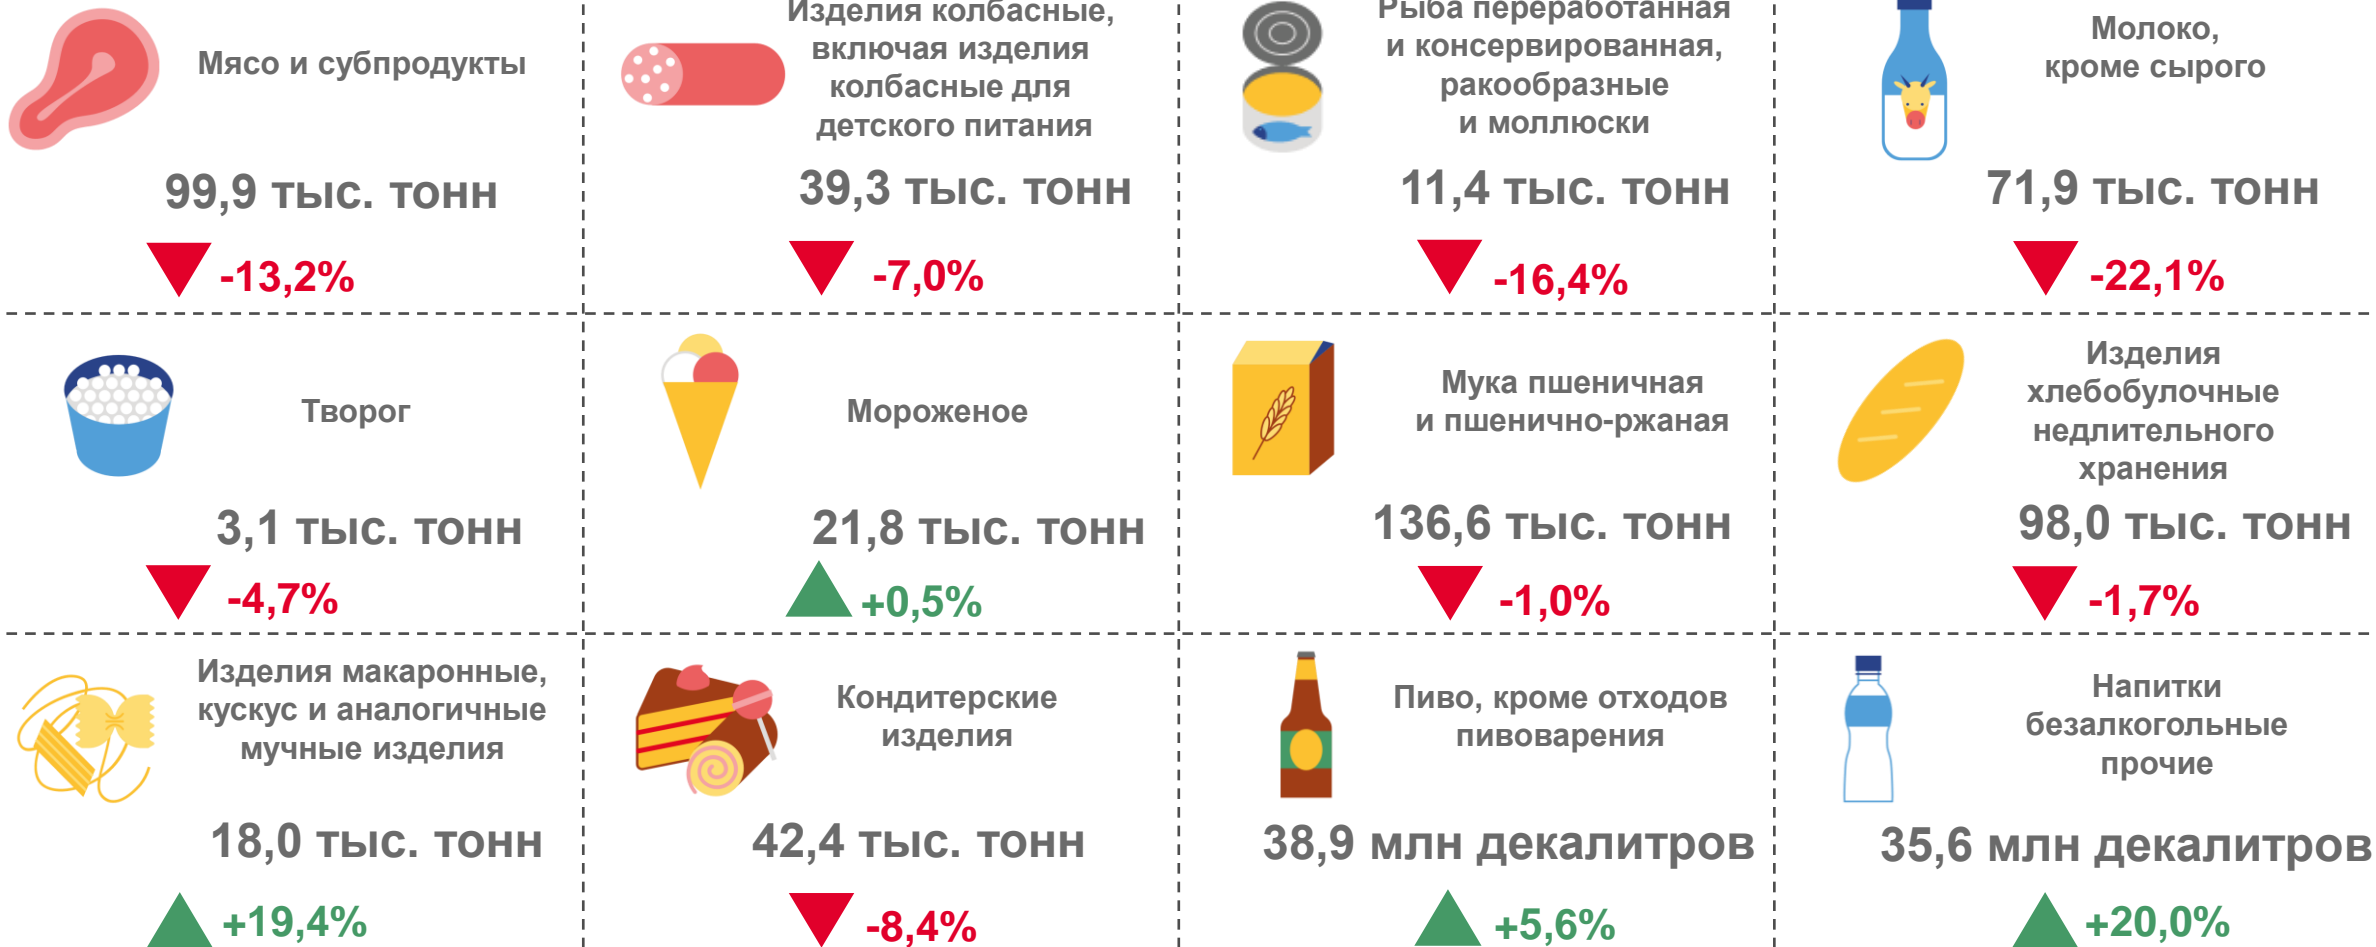 Мясо и субпродукты
99,9 тыс. тонн
-13,2%
Изделия колбасные,
включая изделия
колбасные для
детского питания
39,3 тыс. тонн
-7,0%
Рыба переработанная
и консервированная,
ракообразные
и моллюски
11,4 тыс. тонн
-16,4%
Молоко,
кроме сырого
71,9 тыс. тонн
-22,1%
Творог
3,1 тыс. тонн
-4,7%
Мороженое
21,8 тыс. тонн
+0,5%
Мука пшеничная
и пшенично-ржаная
136,6 тыс. тонн
-1,0%
Изделия
хлебобулочные
недлительного
хранения
98,0 тыс. тонн
-1,7%
Изделия макаронные,
кускус и аналогичные
мучные изделия
18,0 тыс. тонн
+19,4%
Кондитерские
изделия
42,4 тыс. тонн
-8,4%
Пиво, кроме отходов
пивоварения
38,9 млн декалитров
+5,6%
Напитки
безалкогольные
прочие
35,6 млн декалитров
+20,0%